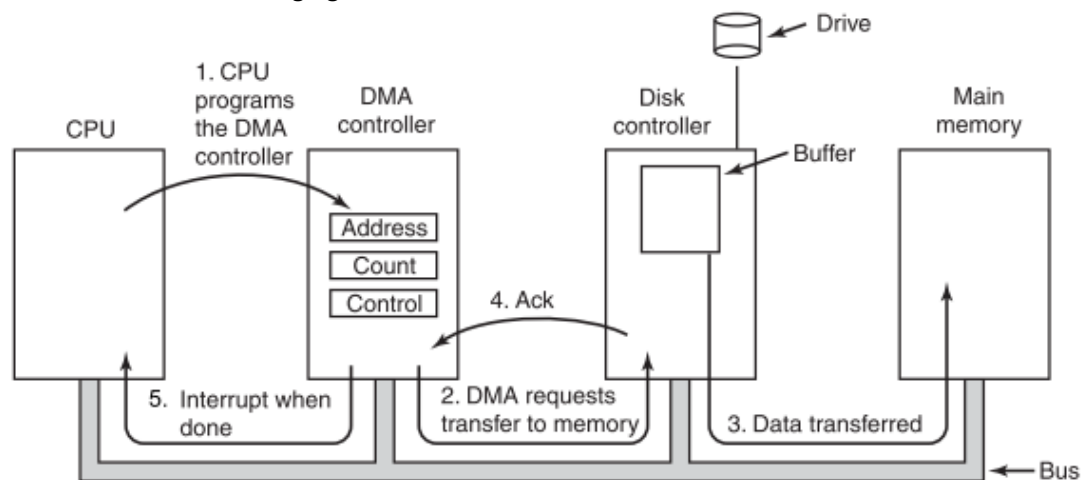 Drive
1. CPU
programs
the DMA
controller
DMA
controller
Disk
controller
Main
memory
CPU
Buffer
Address
Count
Control
4. Ack
5. Interrupt when
done
2. DMA requests
transfer to memory
3. Data transferred
Bus